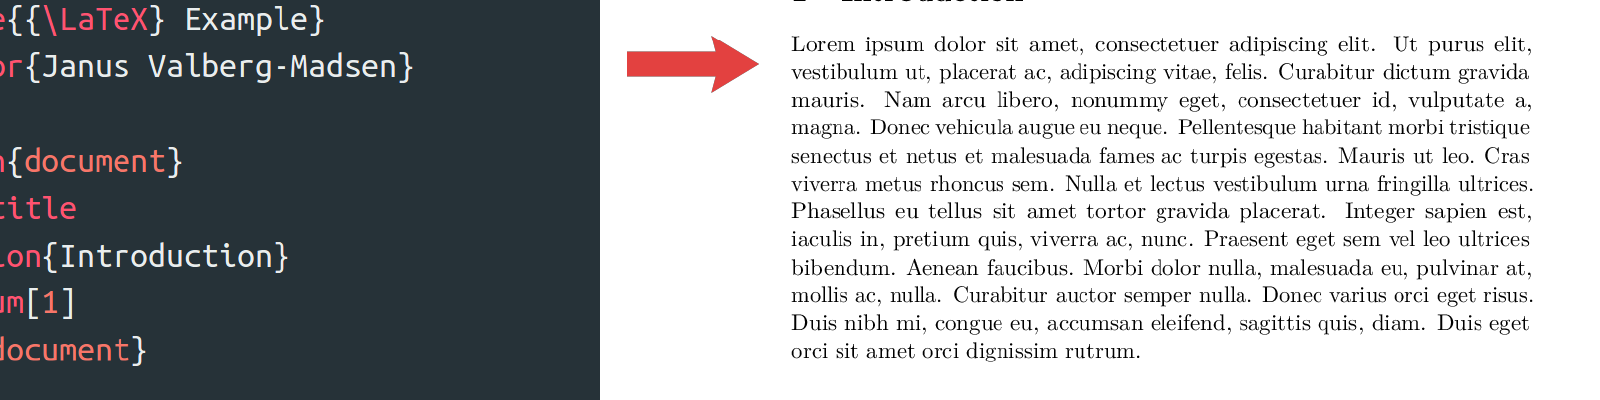 e{{\LaTeX} Example}
or{Janus Valberg-Madsen}
n{document}
title
ion{Introduction}
um[1]
document}
Lorem ipsum dolor sit amet, consectetuer adipiscing elit. Ut purus elit,
vestibulum ut, placerat ac, adipiscing vitae, felis. Curabitur dictum gravida
mauris. Nam arcu libero, nonummy eget, consectetuer id, vulputate a,
magna. Donec vehicula augue eu neque. Pellentesque habitant morbi tristique
senectus et netus et malesuada fames ac turpis egestas. Mauris ut leo. Cras
viverra metus rhoncus sem. Nulla et lectus vestibulum urna fringilla ultrices.
Phasellus eu tellus sit amet tortor gravida placerat. Integer sapien est,
iaculis in, pretium quis, viverra ac, nunc. Praesent eget sem vel leo ultrices
bibendum. Aenean faucibus. Morbi dolor nulla, malesuada eu, pulvinar at,
mollis ac, nulla. Curabitur auctor semper nulla. Donec varius orci eget risus.
Duis nibh mi, congue eu, accumsan eleifend, sagittis quis, diam. Duis eget
orci sit amet orci dignissim rutrum.